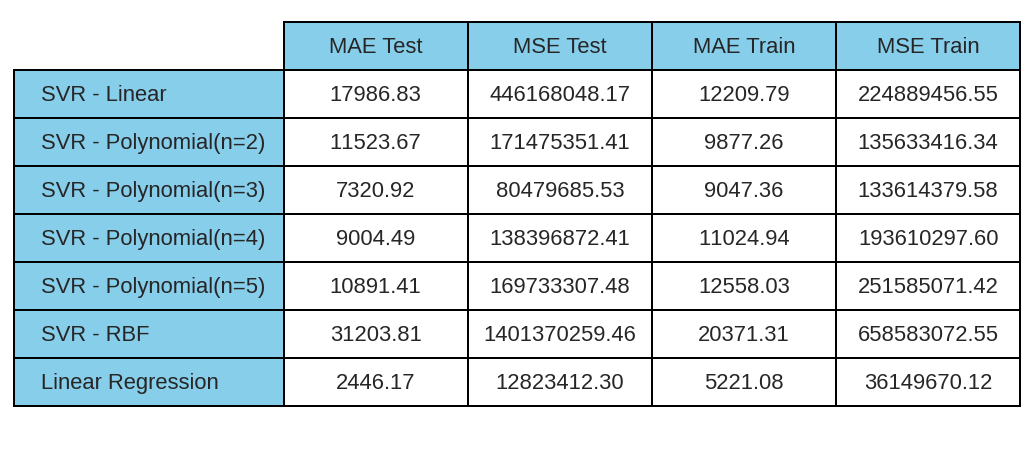 MAE Test MSE Test MAE Train MSE Train
SVR - Linear 17986.83 446168048.17 12209.79 224889456.55
SVR - Polynomial(n=2) 11523.67 171475351.41 9877.26 135633416.34
SVR - Polynomial(n=3) 7320.92 80479685.53 9047.36 133614379.58
SVR - Polynomial(n=4) 9004.49 138396872.41 11024.94 193610297.60
SVR - Polynomial(n=5) 10891.41 169733307.48 12558.03 251585071.42
SVR - RBF 31203.81 1401370259.46 20371.31 658583072.55
Linear Regression 2446.17 12823412.30 5221.08 36149670.12